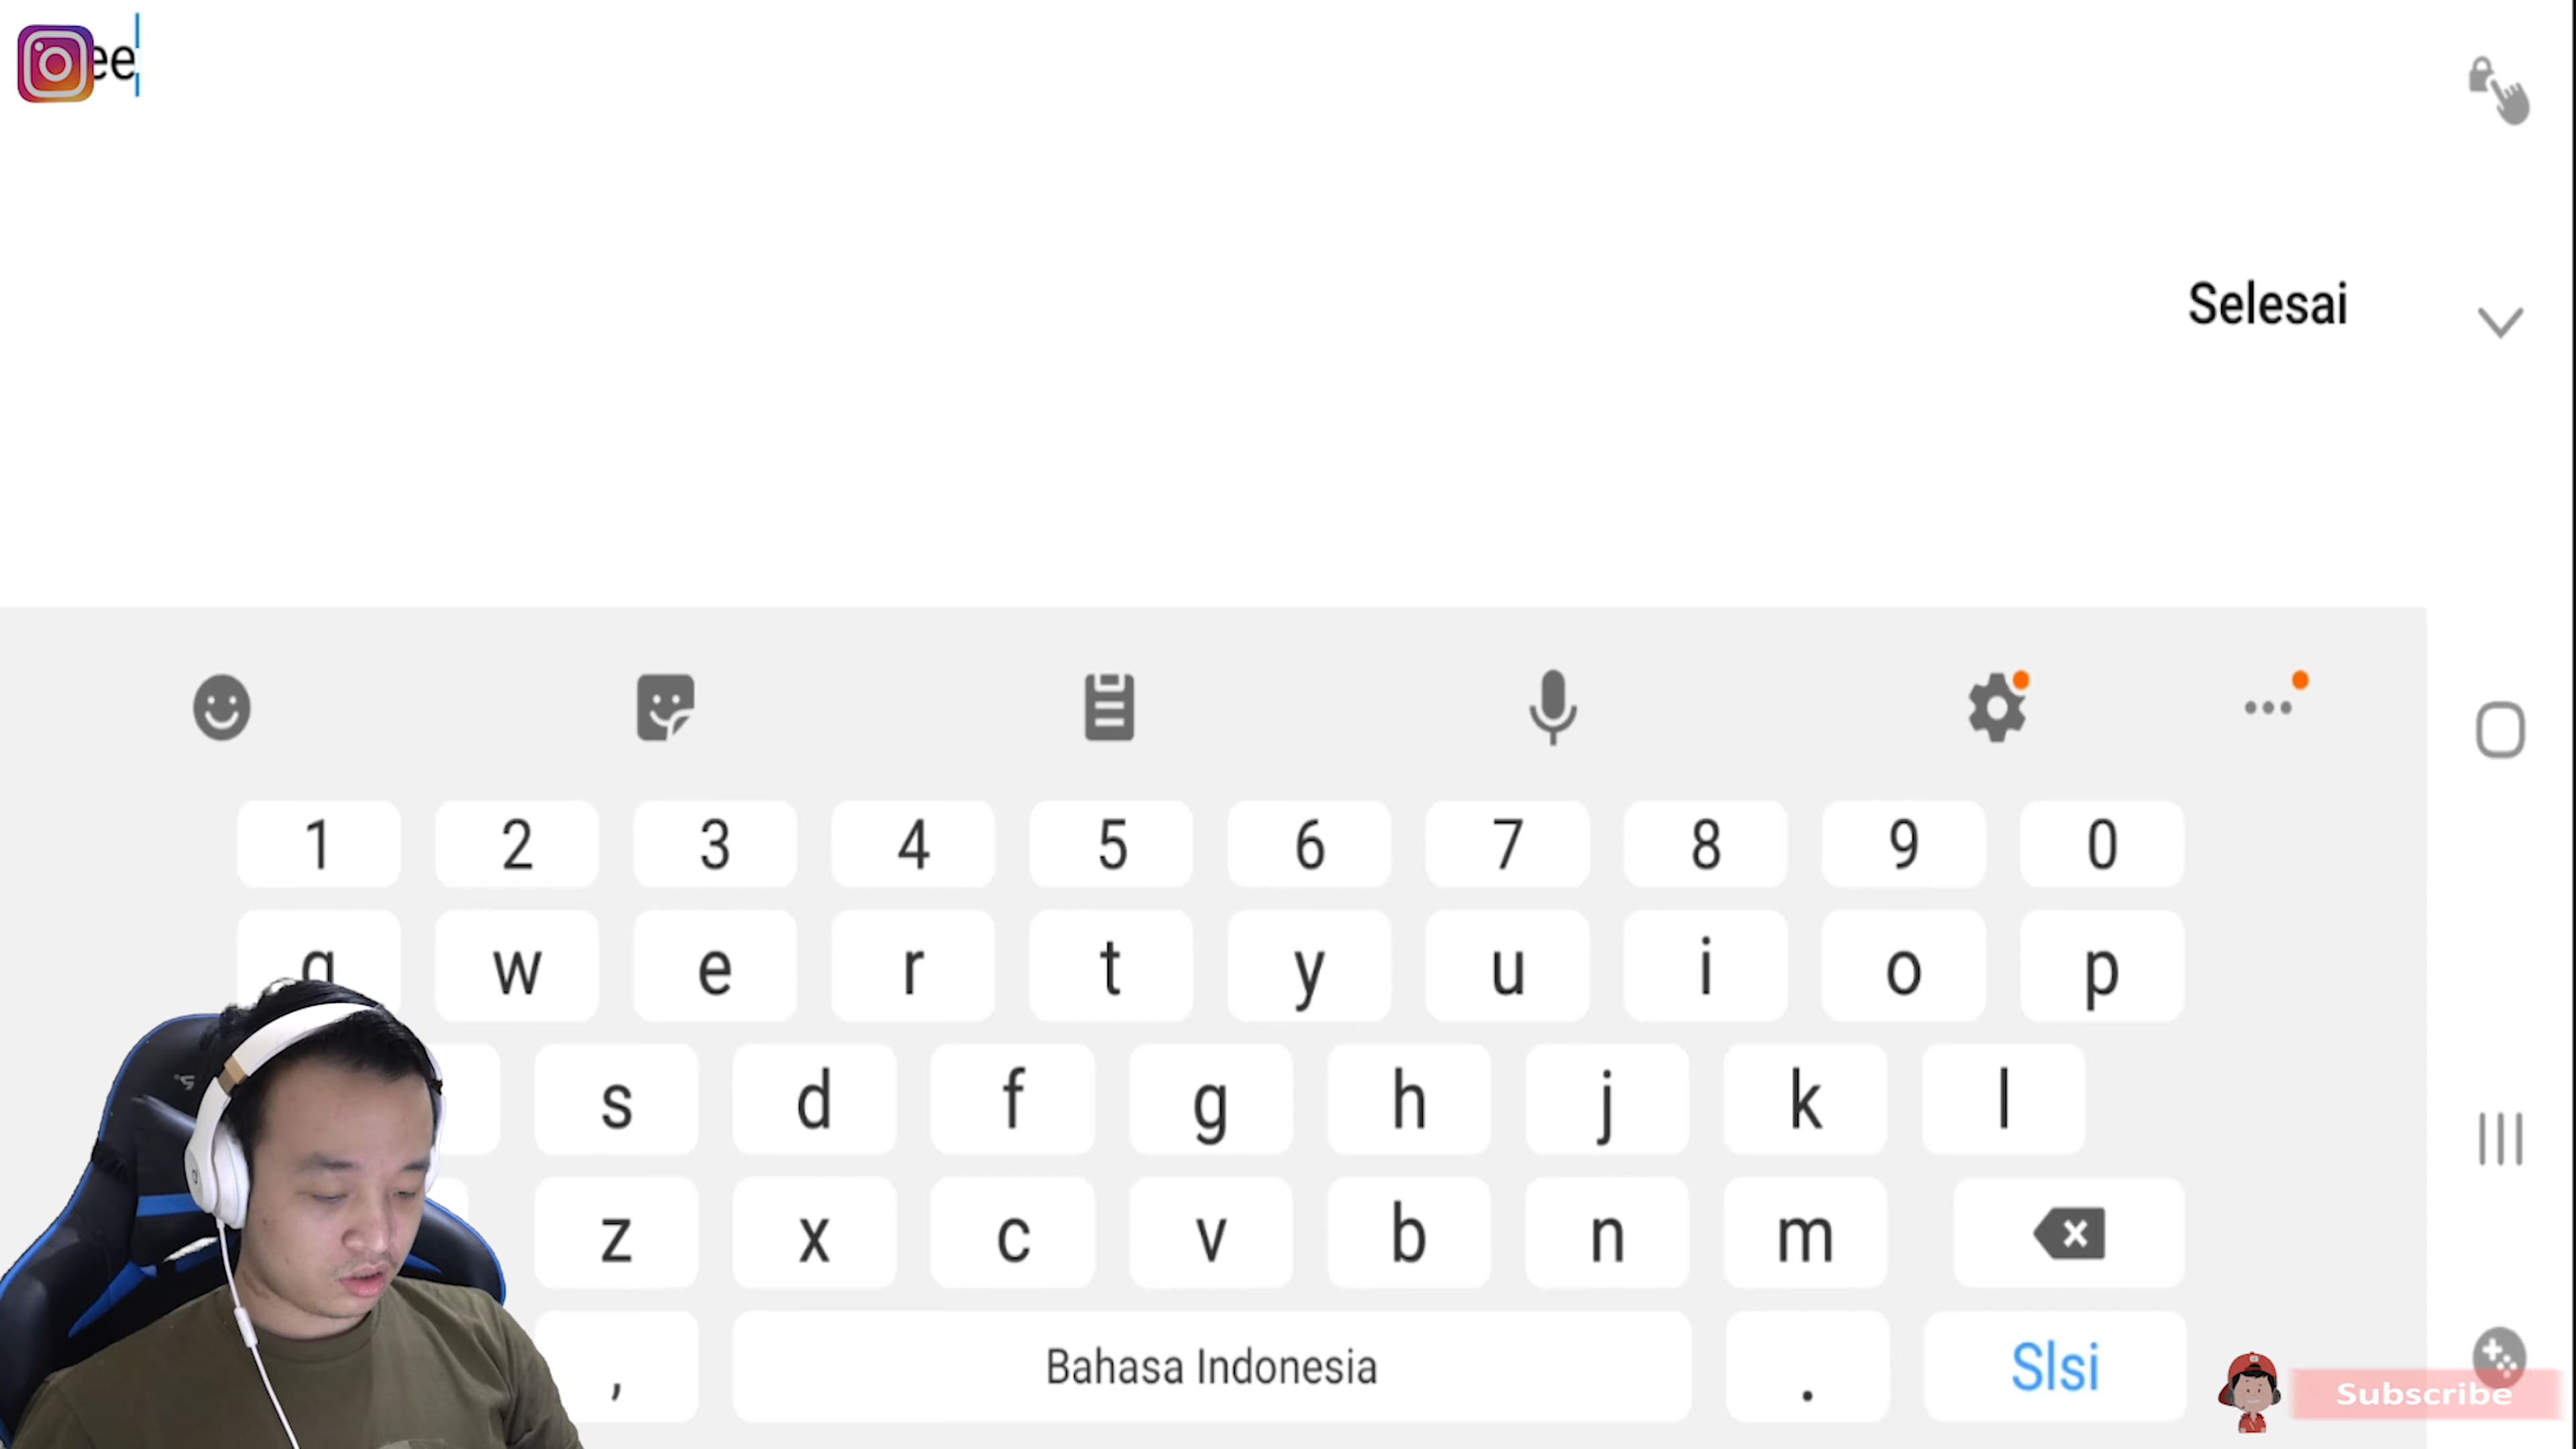 ee
Selesai
1 2 3 4 5 6 7 8 9 0
q w e r t y u i o p
s d f g h j k l
z x c v b n m
, Bahasa Indonesia . Slsi
Subscribe